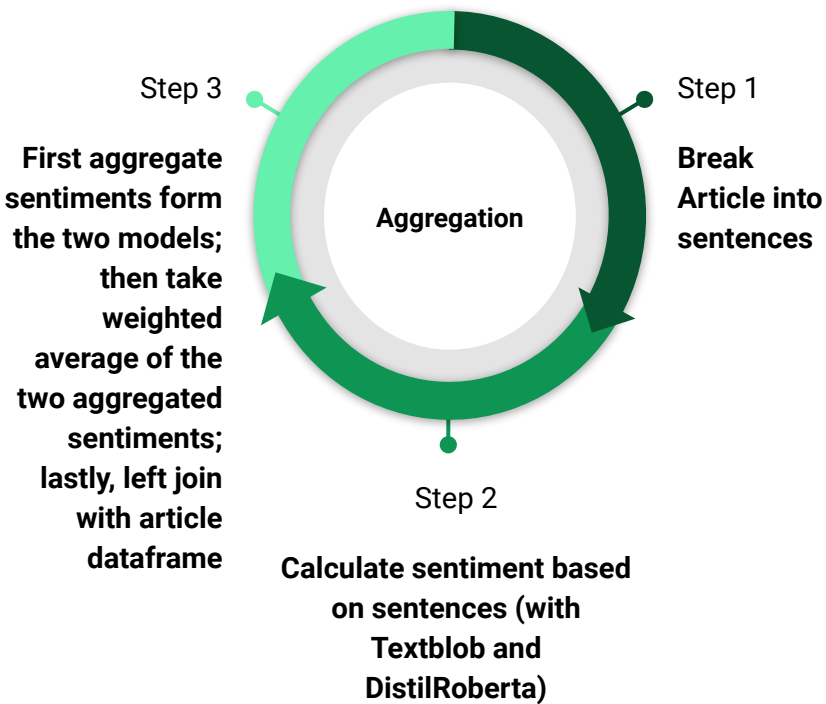 Step 1
Break
Article into
sentences
Step 2
Calculate sentiment based
on sentences (with
Textblob and
DistilRoberta)
Step 3
First aggregate
sentiments form
the two models;
then take
weighted
average of the
two aggregated
sentiments;
lastly, left join
with article
dataframe
Aggregation